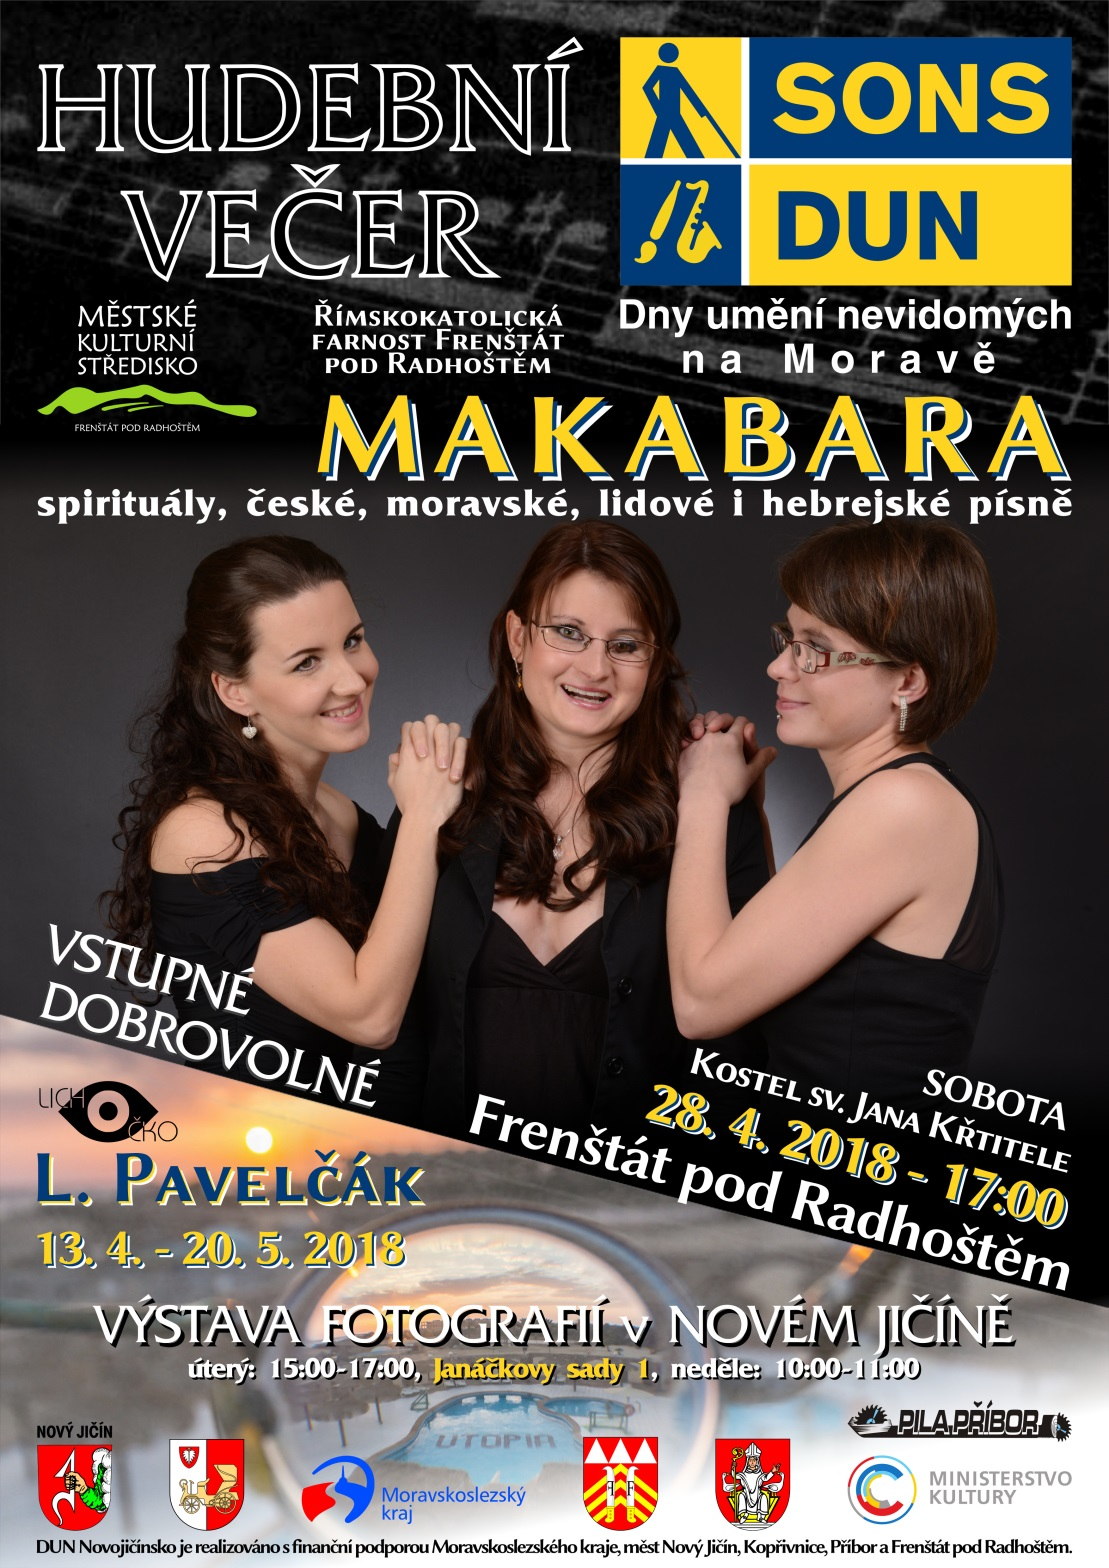 HUDEBNÍ
VEČER
SONS
DUN
Dny umění nevidomých
na Moravě
MĚSTSKÉ
KULTURNÍ
STŘEDISKO
FRENŠTÁT POD RADHOŠTĚM
Římskokatolická
farnost Frenštát
pod Radhoštěm
MAKABARA
spirituály, české, moravské, lidové i hebrejské písně
VSTUPNÉ
DOBROVOLNÉ
SOBOTA
Kostel sv. Jana Křtitele
28. 4. 2018 - 17:00
Frenštát pod Radhoštěm
LICH
OČKO
L. Pavelčák
13. 4. - 20. 5. 2018
VÝSTAVA FOTOGRAFIÍ v NOVÉM JIČÍNĚ
úterý: 15:00-17:00, Janáčkovy sady 1, neděle: 10:00-11:00
UTOPIA
NOVÝ JIČÍN
Moravskoslezský
kraj
F F
PILA PŘÍBOR
MINISTERSTVO
KULTURY
DUN Novojičínsko je realizováno s finanční podporou Moravskoslezského kraje, měst Nový Jičín, Kopřivnice, Příbor a Frenštát pod Radhoštěm.